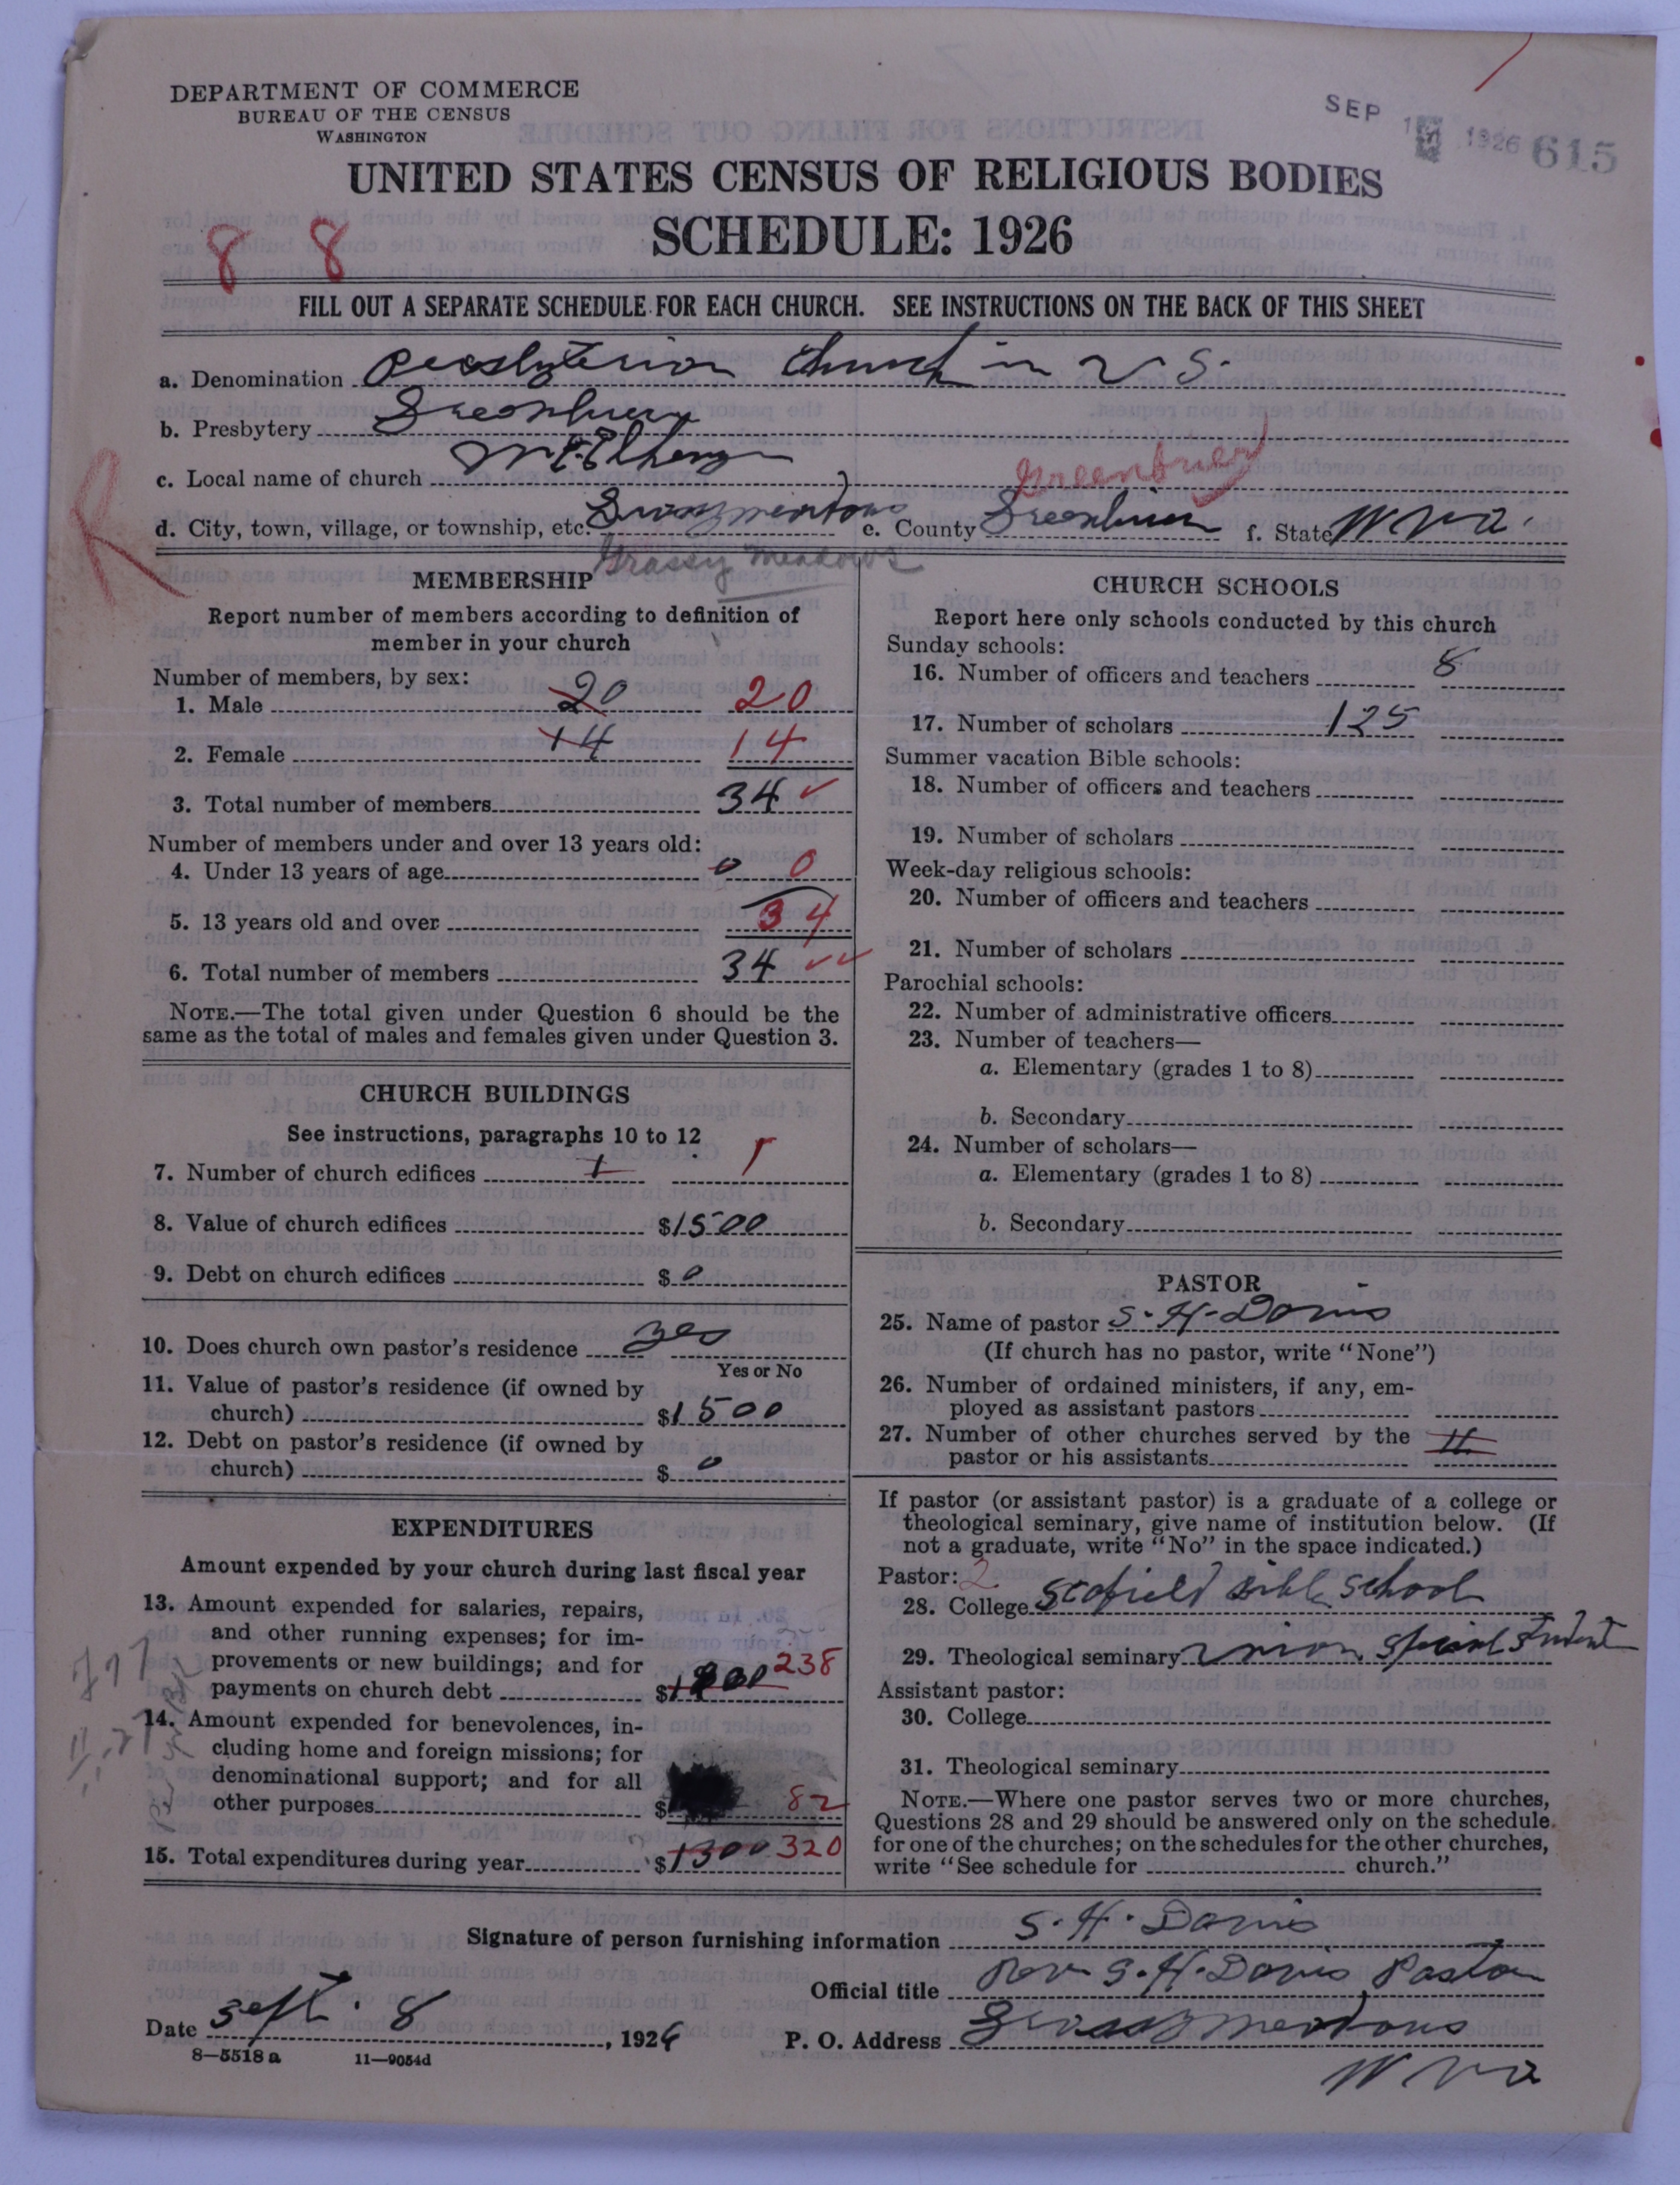 DEPARTMENT OF COMMERCE
BUREAU OF THE CENSUS
WASHINGTON
SEP 1926 615
UNITED STATES CENSUS OF RELIGIOUS BODIES
SCHEDULE: 1926
8 8
FILL OUT A SEPARATE SCHEDULE FOR EACH CHURCH. SEE INSTRUCTIONS ON THE BACK OF THIS SHEET
a. Denomination Presbyterian Church in U S.
b. Presbytery Greenbrier
c. Local name of church McElhenny
Greenbrier
d. City, town, village, or township, etc. Grassy meadows e. County Greenbrier f. State W Va.
Grassy Meadows
R
MEMBERSHIP
Report number of members according to definition of
member in your church
Number of members, by sex:
1. Male 20 20
2. Female 14 14
3. Total number of members 34
Number of members under and over 13 years old:
4. Under 13 years of age 0 0
5. 13 years old and over 34
6. Total number of members 34
NOTE.—The total given under Question 6 should be the
same as the total of males and females given under Question 3.
CHURCH BUILDINGS
See instructions, paragraphs 10 to 12
7. Number of church edifices 1 1
8. Value of church edifices $1500
9. Debt on church edifices $0
10. Does church own pastor's residence yes
Yes or No
11. Value of pastor's residence (if owned by
church) $1500
12. Debt on pastor's residence (if owned by
church) $0
EXPENDITURES
Amount expended by your church during last fiscal year
13. Amount expended for salaries, repairs,
and other running expenses; for im-
provements or new buildings; and for
payments on church debt $ 238
14. Amount expended for benevolences, in-
cluding home and foreign missions; for
denominational support; and for all
other purposes $ 82
15. Total expenditures during year $1300 320
CHURCH SCHOOLS
Report here only schools conducted by this church
Sunday schools:
16. Number of officers and teachers 8
17. Number of scholars 125
Summer vacation Bible schools:
18. Number of officers and teachers
19. Number of scholars
Week-day religious schools:
20. Number of officers and teachers
21. Number of scholars
Parochial schools:
22. Number of administrative officers
23. Number of teachers—
a. Elementary (grades 1 to 8)
b. Secondary
24. Number of scholars—
a. Elementary (grades 1 to 8)
b. Secondary
PASTOR
25. Name of pastor S. H. Davis
(If church has no pastor, write "None")
26. Number of ordained ministers, if any, em-
ployed as assistant pastors
27. Number of other churches served by the
pastor or his assistants
If pastor (or assistant pastor) is a graduate of a college or
theological seminary, give name of institution below. (If
not a graduate, write "No" in the space indicated.)
Pastor: 2
28. College Scofield Bible School
29. Theological seminary Union Special Student
Assistant pastor:
30. College
31. Theological seminary
NOTE.—Where one pastor serves two or more churches,
Questions 28 and 29 should be answered only on the schedule
for one of the churches; on the schedules for the other churches,
write "See schedule for church."
Signature of person furnishing information S. H. Davis
Official title Rev S. H. Davis Pastor
Date Sept. 8, 1926 P. O. Address Grassy meadows
W Va
8—5518 a 11—9054d